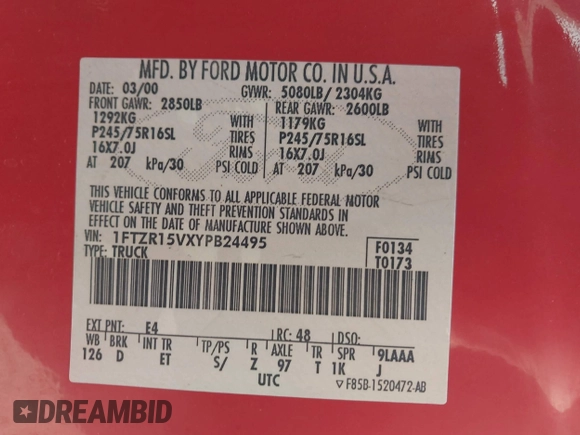 MFD. BY FORD MOTOR CO. IN U.S.A.
DATE: 03/00 GVWR: 5080LB/ 2304KG
FRONT GAWR: 2850LB REAR GAWR: 2600LB
1292KG WITH 1179KG WITH
P245/75R16SL TIRES P245/75R16SL TIRES
16X7.0J RIMS 16X7.0J RIMS
AT 207 kPa/30 PSI COLD AT 207 kPa/30 PSI COLD
THIS VEHICLE CONFORMS TO ALL APPLICABLE FEDERAL MOTOR
VEHICLE SAFETY AND THEFT PREVENTION STANDARDS IN
EFFECT ON THE DATE OF MANUFACTURE SHOWN ABOVE.
VIN: 1FTZR15VXYPB24495 F0134
TYPE: TRUCK T0173
EXT PNT: E4 RC: 48 DSO:
WB BRK INT TR TP/PS R AXLE TR SPR 9LAAA
126 D ET S/ Z 97 T 1K J
UTC ▽F85B-1520472-AB
DREAMBID